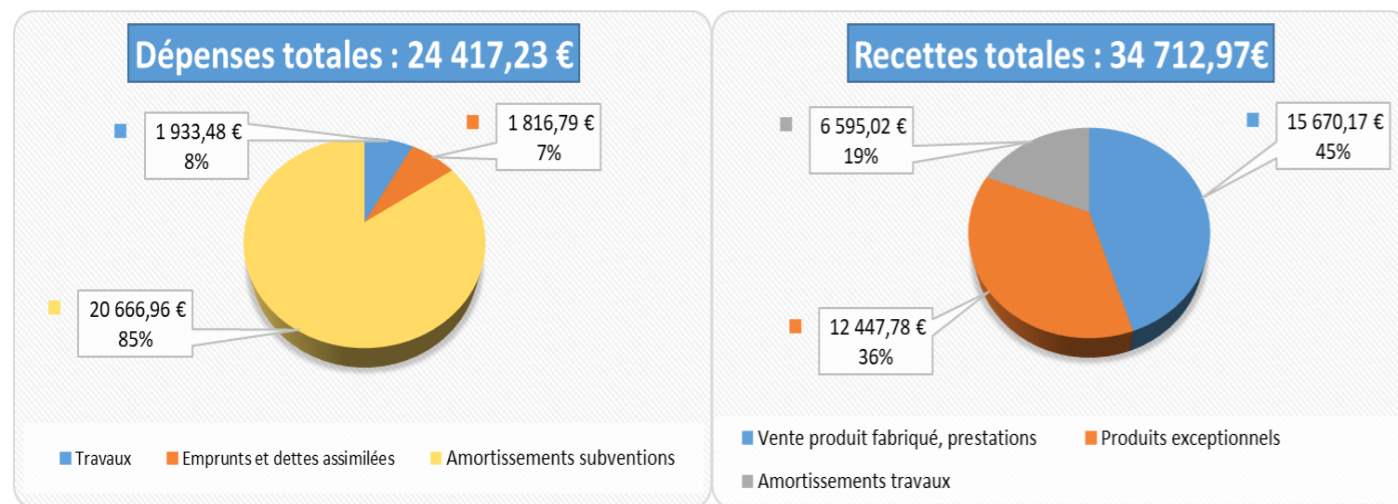 Dépenses totales : 24 417,23 €
1 933,48 €
8%
1 816,79 €
7%
20 666,96 €
85%
Travaux
Emprunts et dettes assimilées
Amortissements subventions
Recettes totales : 34 712,97€
6 595,02 €
19%
15 670,17 €
45%
12 447,78 €
36%
Vente produit fabriqué, prestations
Produits exceptionnels
Amortissements travaux